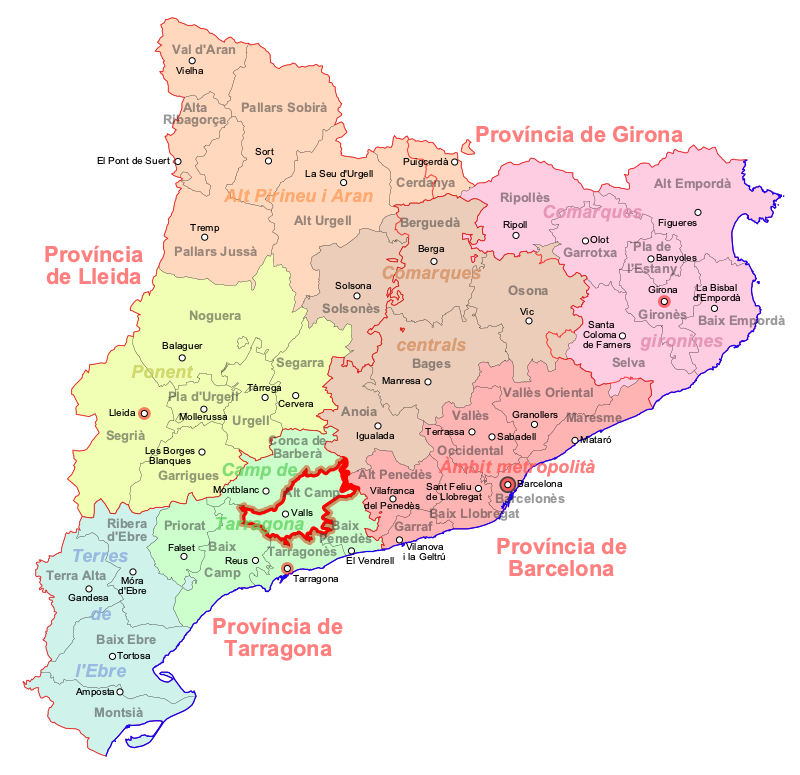 Val d'Aran
Vielha
Alta
Ribagorça
Pallars Sobirà
El Pont de Suert
Sort
La Seu d'Urgell
Puigcerdà
Cerdanya
Alt Pirineu i Aran
Alt Urgell
Tremp
Pallars Jussà
Província de Girona
Ripollès
Ripoll
Comarques
Alt Empordà
Figueres
Olot
Garrotxa
Pla de
l'Estany
Banyoles
Girona
Gironès
La Bisbal
d'Empordà
Baix Empordà
Santa
Coloma
de Farners
gironines
Selva
Província
de Lleida
Berguedà
Berga
Comarques
Solsona
Solsonès
Osona
Vic
centrals
Bages
Manresa
Anoia
Igualada
Noguera
Balaguer
Ponent
Segarra
Pla d'Urgell
Mollerussa
Tàrrega
Cervera
Urgell
Lleida
Segrià
Les Borges
Blanques
Garrigues
Vallès Oriental
Granollers
Maresme
Mataró
Vallès
Terrassa
Sabadell
Occidental
Àmbit metropolità
Barcelona
Barcelonès
Sant Feliu
de Llobregat
Baix Llobregat
Alt Penedès
Vilafranca
del Penedès
Garraf
Vilanova
i la Geltrú
Província de
Barcelona
Conca de
Barberà
Camp de
Montblanc
Alt Camp
Valls
Tarragona
Priorat
Falset
Baix
Camp
Reus
Tarragonès
Tarragona
Baix
Penedès
El Vendrell
Província de
Tarragona
Ribera
d'Ebre
Terres
Terra Alta
Móra
d'Ebre
Gandesa
de
Baix Ebre
Tortosa
l'Ebre
Amposta
Montsià